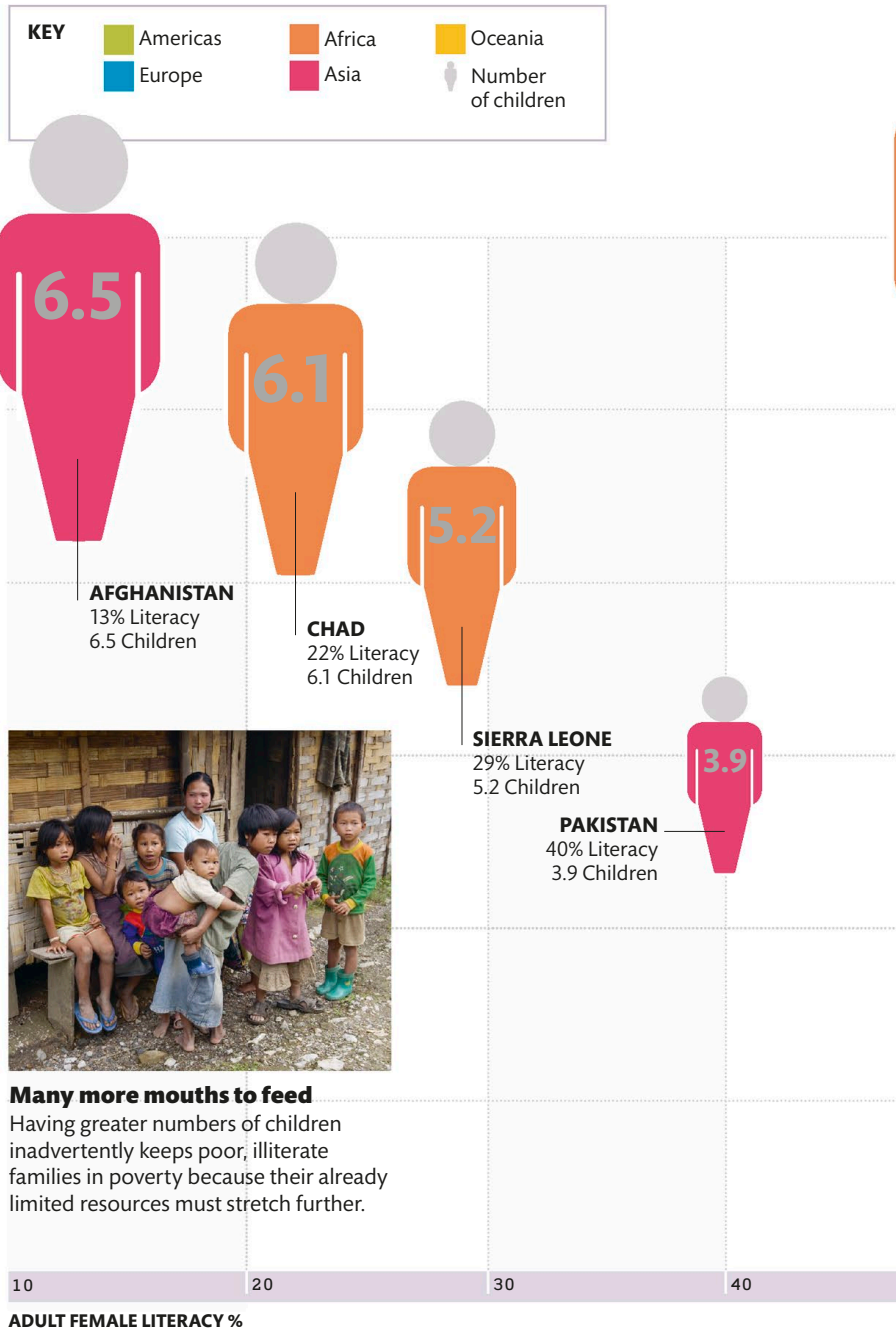 KEY
Americas
Europe
Africa
Asia
Oceania
Number
of children
6.5
AFGHANISTAN
13% Literacy
6.5 Children
6.1
CHAD
22% Literacy
6.1 Children
5.2
SIERRA LEONE
29% Literacy
5.2 Children
3.9
PAKISTAN
40% Literacy
3.9 Children
Many more mouths to feed
Having greater numbers of children
inadvertently keeps poor, illiterate
families in poverty because their already
limited resources must stretch further.
10 20 30 40
ADULT FEMALE LITERACY %